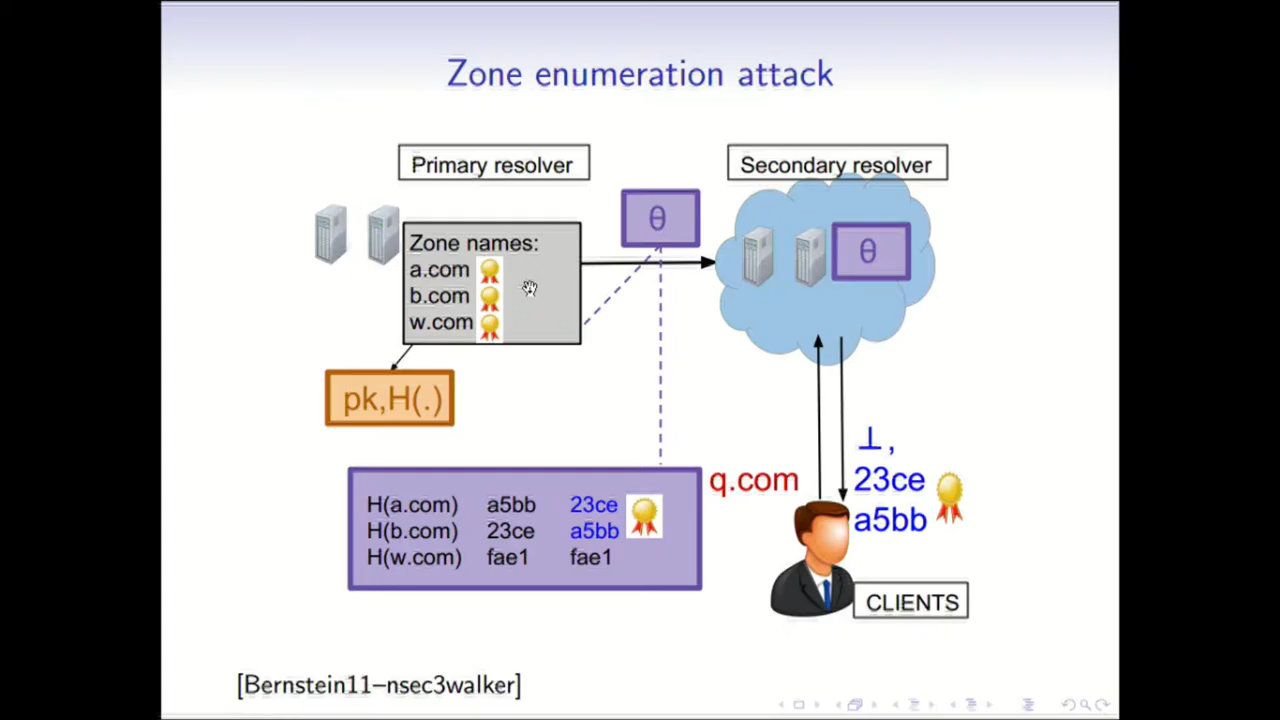 Zone enumeration attack
Primary resolver
Secondary resolver
θ
θ
Zone names:
a.com
b.com
w.com
pk,H(.)
⊥,
q.com
23ce
a5bb
H(a.com) a5bb 23ce
H(b.com) 23ce a5bb
H(w.com) fae1 fae1
CLIENTS
[Bernstein11–nsec3walker]